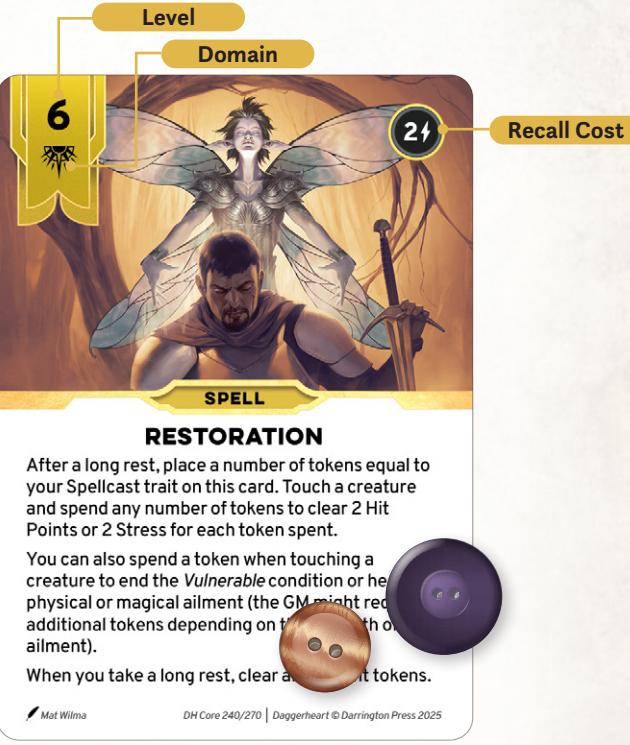 Level
Domain
6
2
Recall Cost
SPELL
RESTORATION
After a long rest, place a number of tokens equal to
your Spellcast trait on this card. Touch a creature
and spend any number of tokens to clear 2 Hit
Points or 2 Stress for each token spent.
You can also spend a token when touching a
creature to end the Vulnerable condition or
physical or magical ailment (the GM might
additional tokens depending on
ailment).
When you take a long rest, clear tokens.
Mat Wilma
DH Core 240/270 | Daggerheart © Darrington Press 2025